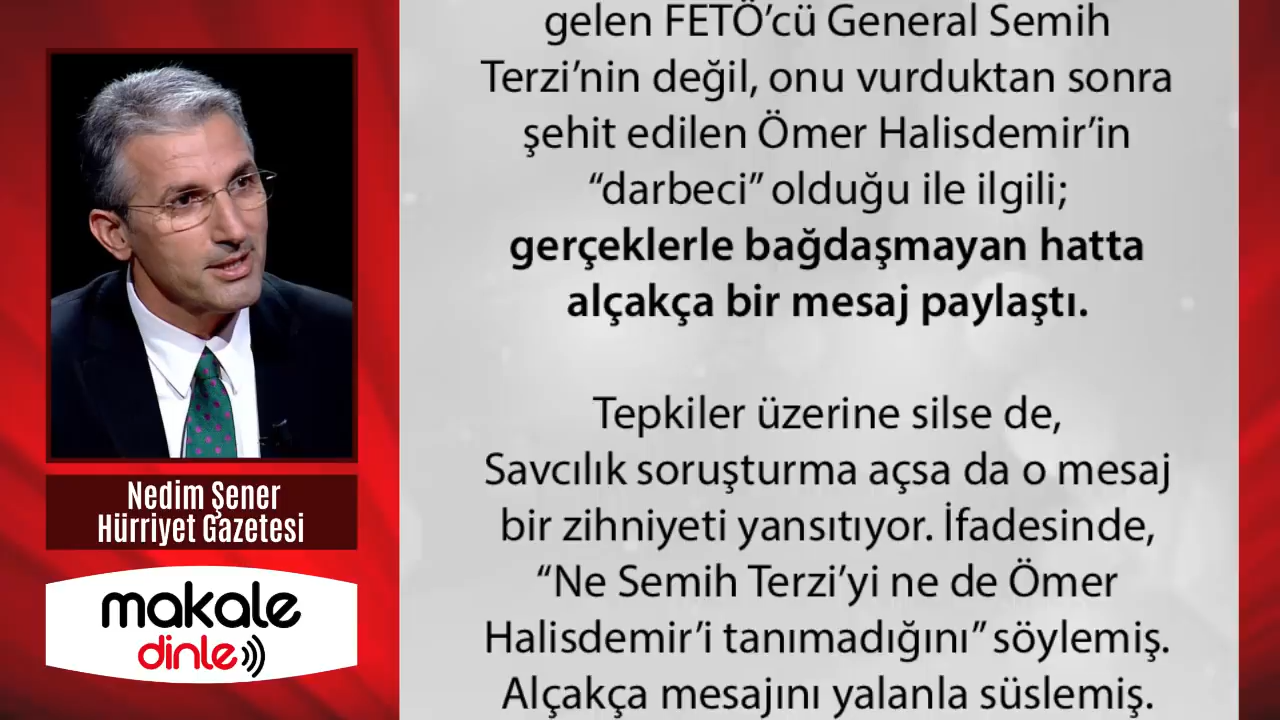 gelen FETÖ’cü General Semih
Terzi’nin değil, onu vurduktan sonra
şehit edilen Ömer Halisdemir’in
“darbeci” olduğu ile ilgili;
gerçeklerle bağdaşmayan hatta
alçakça bir mesaj paylaştı.
Tepkiler üzerine silse de,
Savcılık soruşturma açsa da o mesaj
bir zihniyeti yansıtıyor. İfadesinde,
“Ne Semih Terzi’yi ne de Ömer
Halisdemir’i tanımadığını” söylemiş.
Alçakça mesajını yalanla süslemiş.
Nedim Şener
Hürriyet Gazetesi
makale
dinle